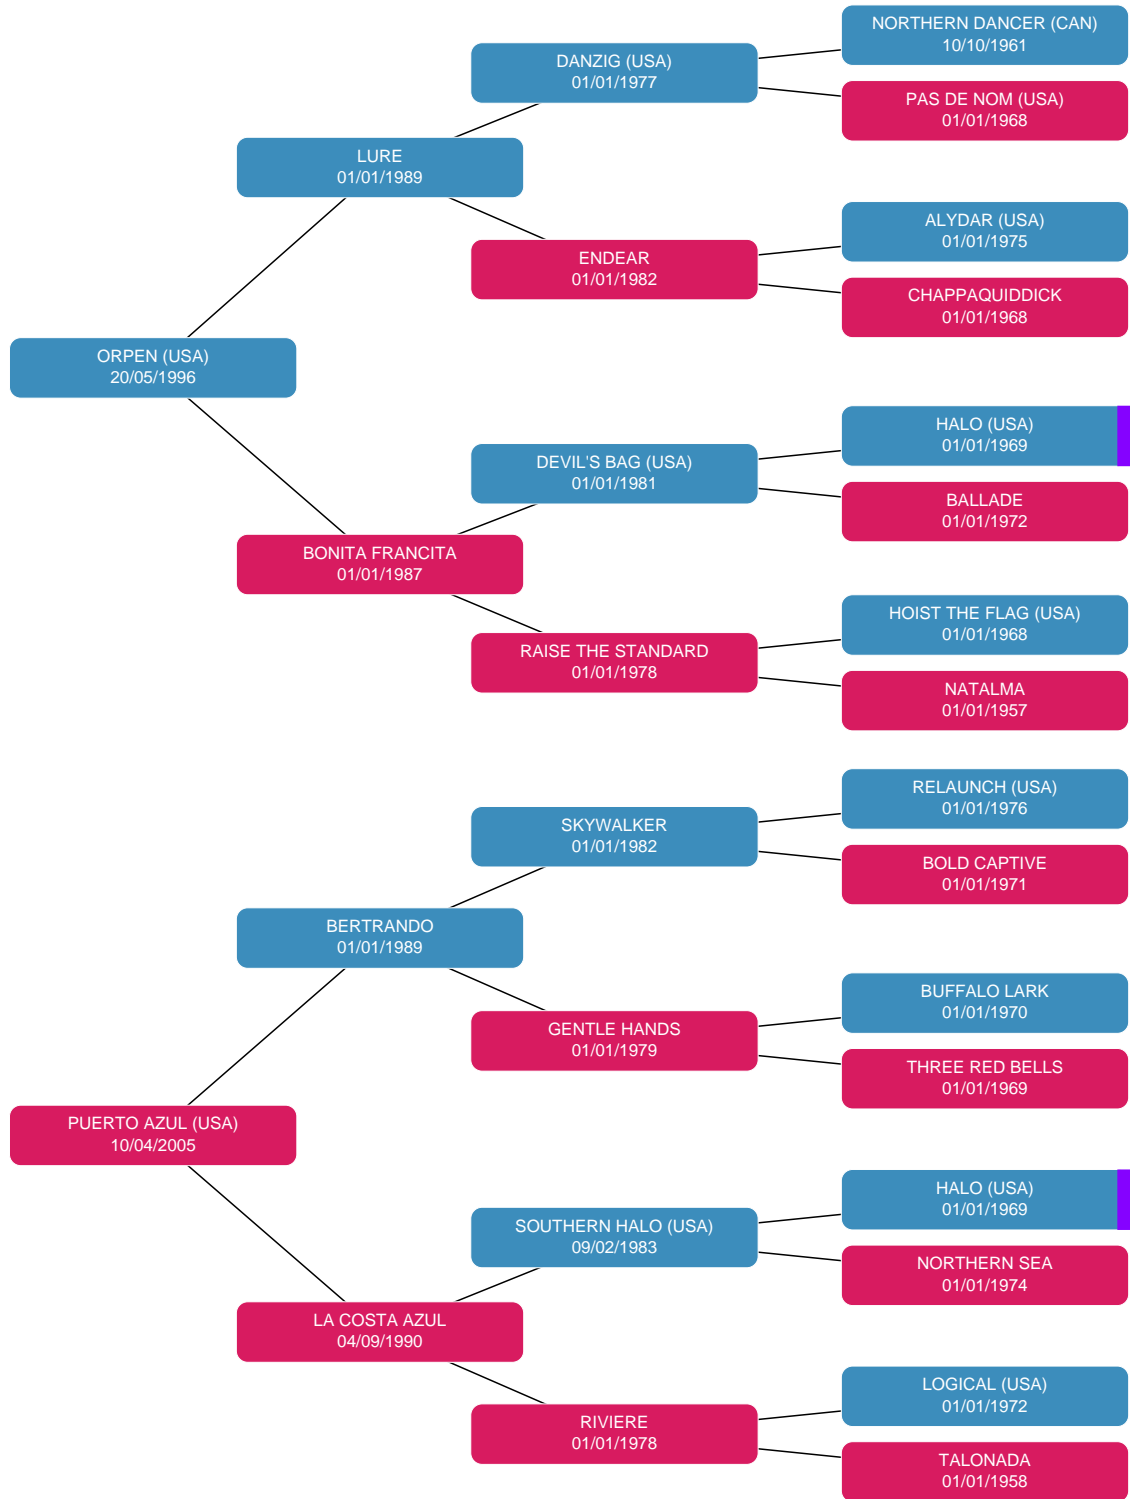 NORTHERN DANCER (CAN)
10/10/1961
DANZIG (USA)
01/01/1977
PAS DE NOM (USA)
01/01/1968
LURE
01/01/1989
ALYDAR (USA)
01/01/1975
ENDEAR
01/01/1982
CHAPPAQUIDDICK
01/01/1968
ORPEN (USA)
20/05/1996
HALO (USA)
01/01/1969
DEVIL'S BAG (USA)
01/01/1981
BALLADE
01/01/1972
BONITA FRANCITA
01/01/1987
HOIST THE FLAG (USA)
01/01/1968
RAISE THE STANDARD
01/01/1978
NATALMA
01/01/1957
RELAUNCH (USA)
01/01/1976
SKYWALKER
01/01/1982
BOLD CAPTIVE
01/01/1971
BERTRANDO
01/01/1989
BUFFALO LARK
01/01/1970
GENTLE HANDS
01/01/1979
THREE RED BELLS
01/01/1969
PUERTO AZUL (USA)
10/04/2005
HALO (USA)
01/01/1969
SOUTHERN HALO (USA)
09/02/1983
NORTHERN SEA
01/01/1974
LA COSTA AZUL
04/09/1990
LOGICAL (USA)
01/01/1972
RIVIERE
01/01/1978
TALONADA
01/01/1958